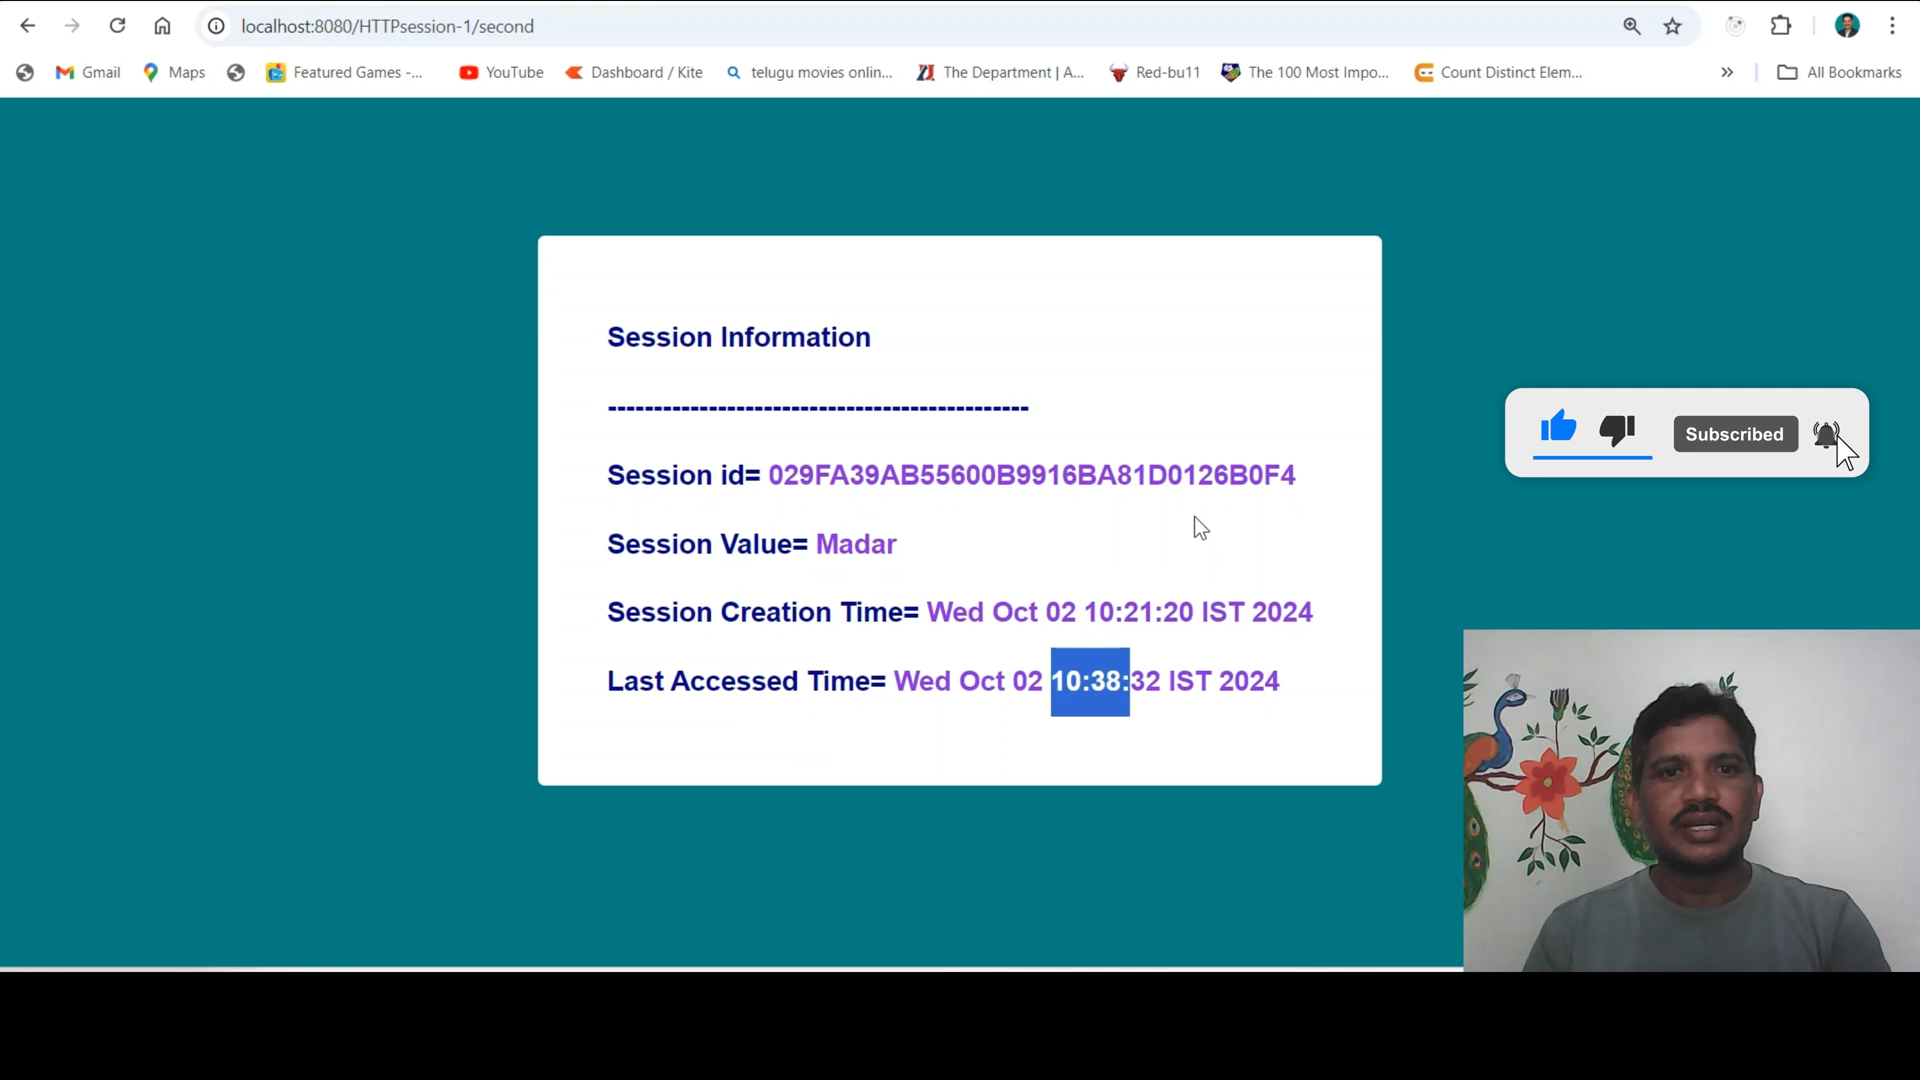 localhost:8080/HTTPsession-1/second
Gmail
Maps
Featured Games -...
YouTube
Dashboard / Kite
telugu movies onlin...
The Department | A...
Red-bu11
The 100 Most Impo...
Count Distinct Elem...
»
All Bookmarks
Session Information
----------------------------------------------
Session id= 029FA39AB55600B9916BA81D0126B0F4
Subscribed
Session Value= Madar
Session Creation Time= Wed Oct 02 10:21:20 IST 2024
Last Accessed Time= Wed Oct 02 10:38:32 IST 2024